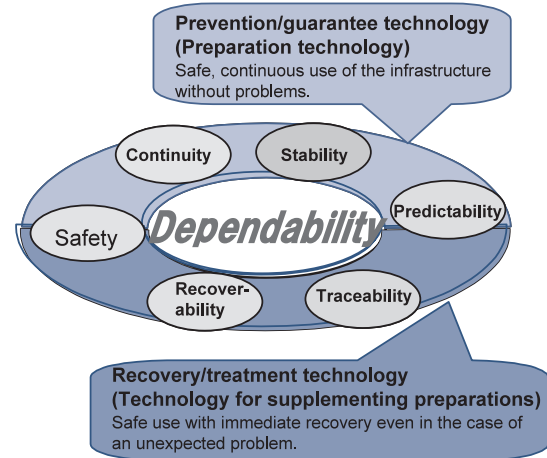 Prevention/guarantee technology
(Preparation technology)
Safe, continuous use of the infrastructure
without problems.
Continuity
Stability
Predictability
Safety
Dependability
Recover-
ability
Traceability
Recovery/treatment technology
(Technology for supplementing preparations)
Safe use with immediate recovery even in the case of
an unexpected problem.